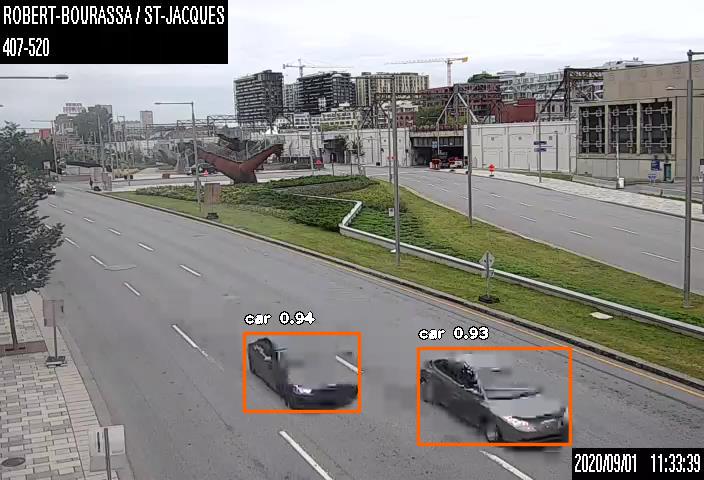 ROBERT-BOURASSA / ST-JACQUES
407-520
car 0.94
car 0.93
2020/09/01 11:33:39